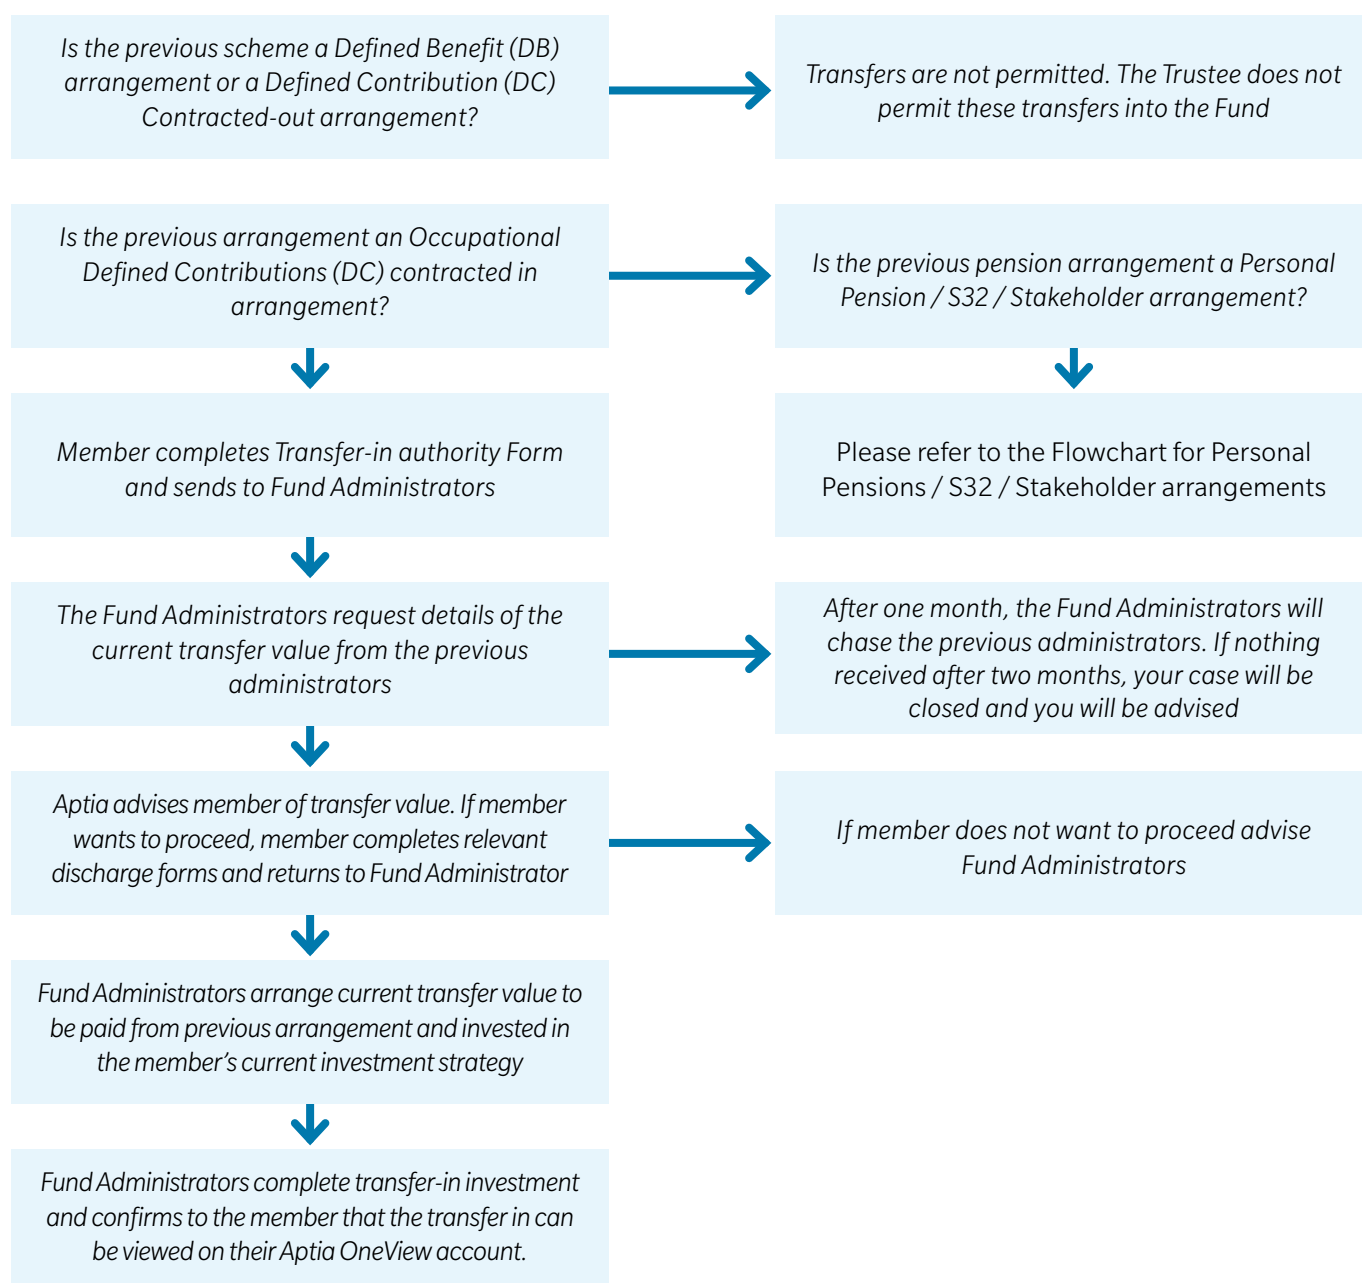 Is the previous scheme a Defined Benefit (DB)
arrangement or a Defined Contribution (DC)
Contracted-out arrangement?
Transfers are not permitted. The Trustee does not
permit these transfers into the Fund
Is the previous arrangement an Occupational
Defined Contributions (DC) contracted in
arrangement?
Is the previous pension arrangement a Personal
Pension / S32 / Stakeholder arrangement?
Member completes Transfer-in authority Form
and sends to Fund Administrators
Please refer to the Flowchart for Personal
Pensions / S32 / Stakeholder arrangements
The Fund Administrators request details of the
current transfer value from the previous
administrators
After one month, the Fund Administrators will
chase the previous administrators. If nothing
received after two months, your case will be
closed and you will be advised
Aptia advises member of transfer value. If member
wants to proceed, member completes relevant
discharge forms and returns to Fund Administrator
If member does not want to proceed advise
Fund Administrators
Fund Administrators arrange current transfer value to
be paid from previous arrangement and invested in
the member’s current investment strategy
Fund Administrators complete transfer-in investment
and confirms to the member that the transfer in can
be viewed on their Aptia OneView account.